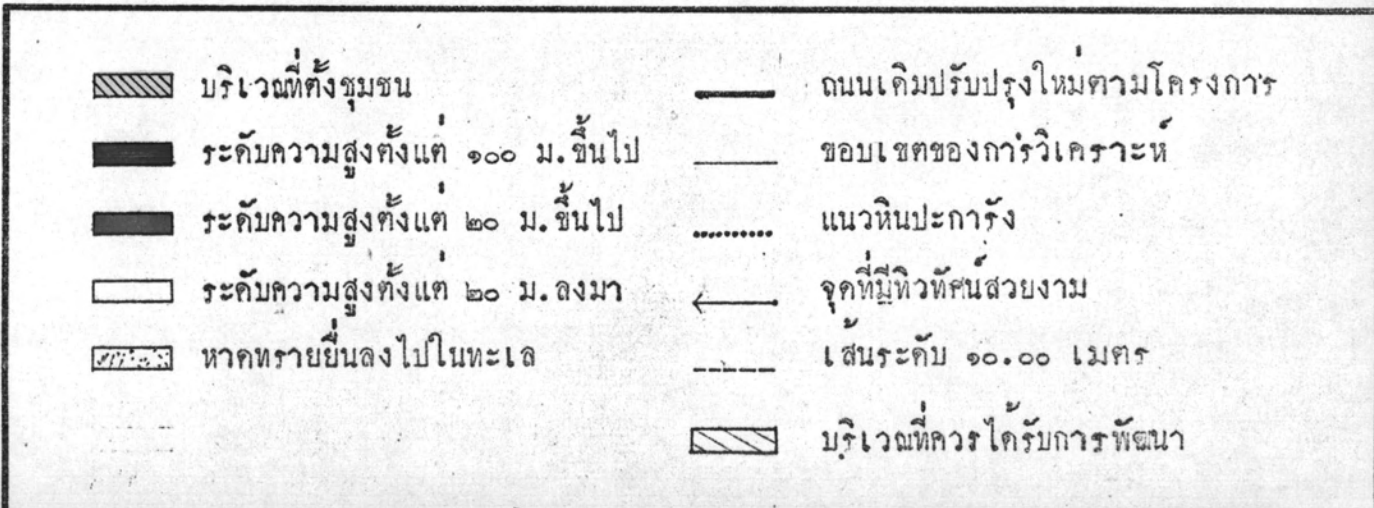 บริเวณที่ตั้งชุมชน
ระดับความสูงตั้งแต่ ๑๐๐ ม.ขึ้นไป
ระดับความสูงตั้งแต่ ๒๐ ม.ขึ้นไป
ระดับความสูงตั้งแต่ ๒๐ ม.ลงมา
หาดทรายยื่นลงไปในทะเล
ถนนเดิมปรับปรุงใหม่ตามโครงการ
ขอบเขตของการวิเคราะห์
แนวหินปะการัง
จุดที่มีทิวทัศน์สวยงาม
เส้นระดับ ๑๐.๐๐ เมตร
บริเวณที่ควรได้รับการพัฒนา